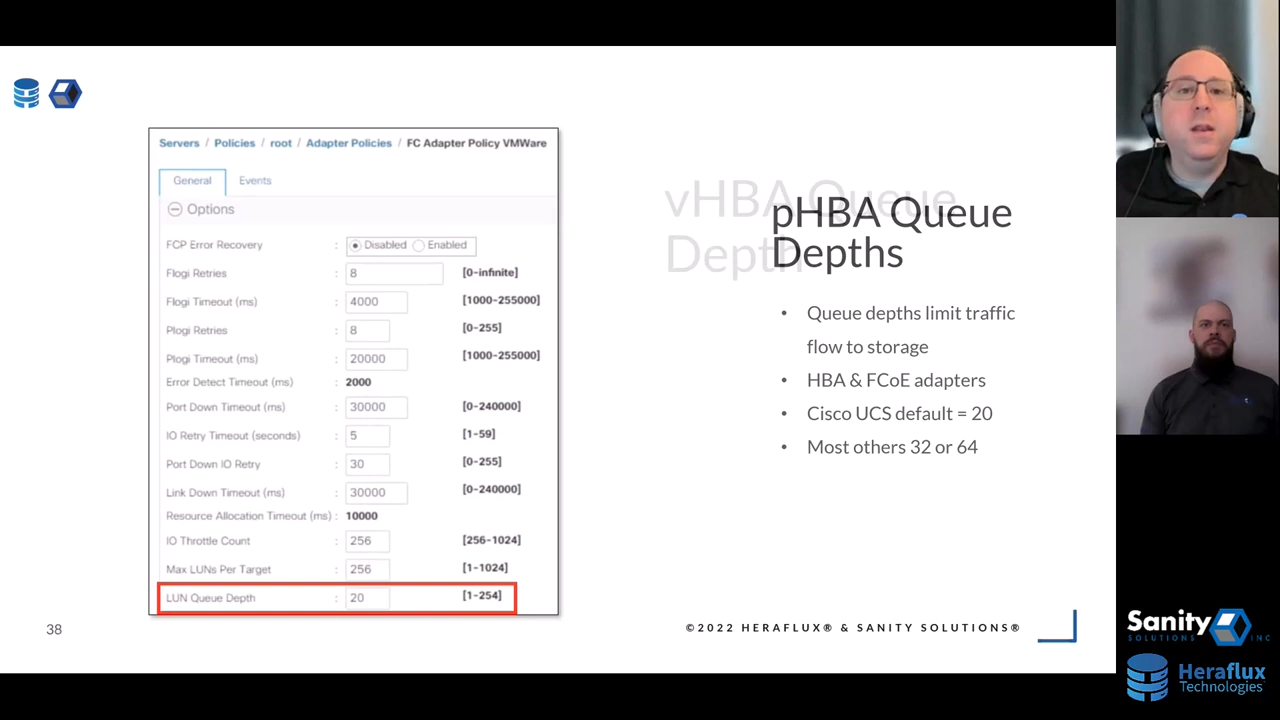 Servers / Policies / root / Adapter Policies / FC Adapter Policy VMWare
General Events
Options
FCP Error Recovery : Disabled Enabled
Flogi Retries : 8 [0-infinite]
Flogi Timeout (ms) : 4000 [1000-255000]
Plogi Retries : 8 [0-255]
Plogi Timeout (ms) : 20000 [1000-255000]
Error Detect Timeout (ms) : 2000
Port Down Timeout (ms) : 30000 [0-240000]
IO Retry Timeout (seconds) : 5 [1-59]
Port Down IO Retry : 30 [0-255]
Link Down Timeout (ms) : 30000 [0-240000]
Resource Allocation Timeout (ms) : 10000
IO Throttle Count : 256 [256-1024]
Max LUNs Per Target : 256 [1-1024]
LUN Queue Depth : 20 [1-254]
vHBA Queue
Depth
pHBA Queue
Depths
• Queue depths limit traffic
flow to storage
• HBA & FCoE adapters
• Cisco UCS default = 20
• Most others 32 or 64
38
©2022 HERAFLUX® & SANITY SOLUTIONS®
Sanity
SOLUTIONS INC
Heraflux
Technologies